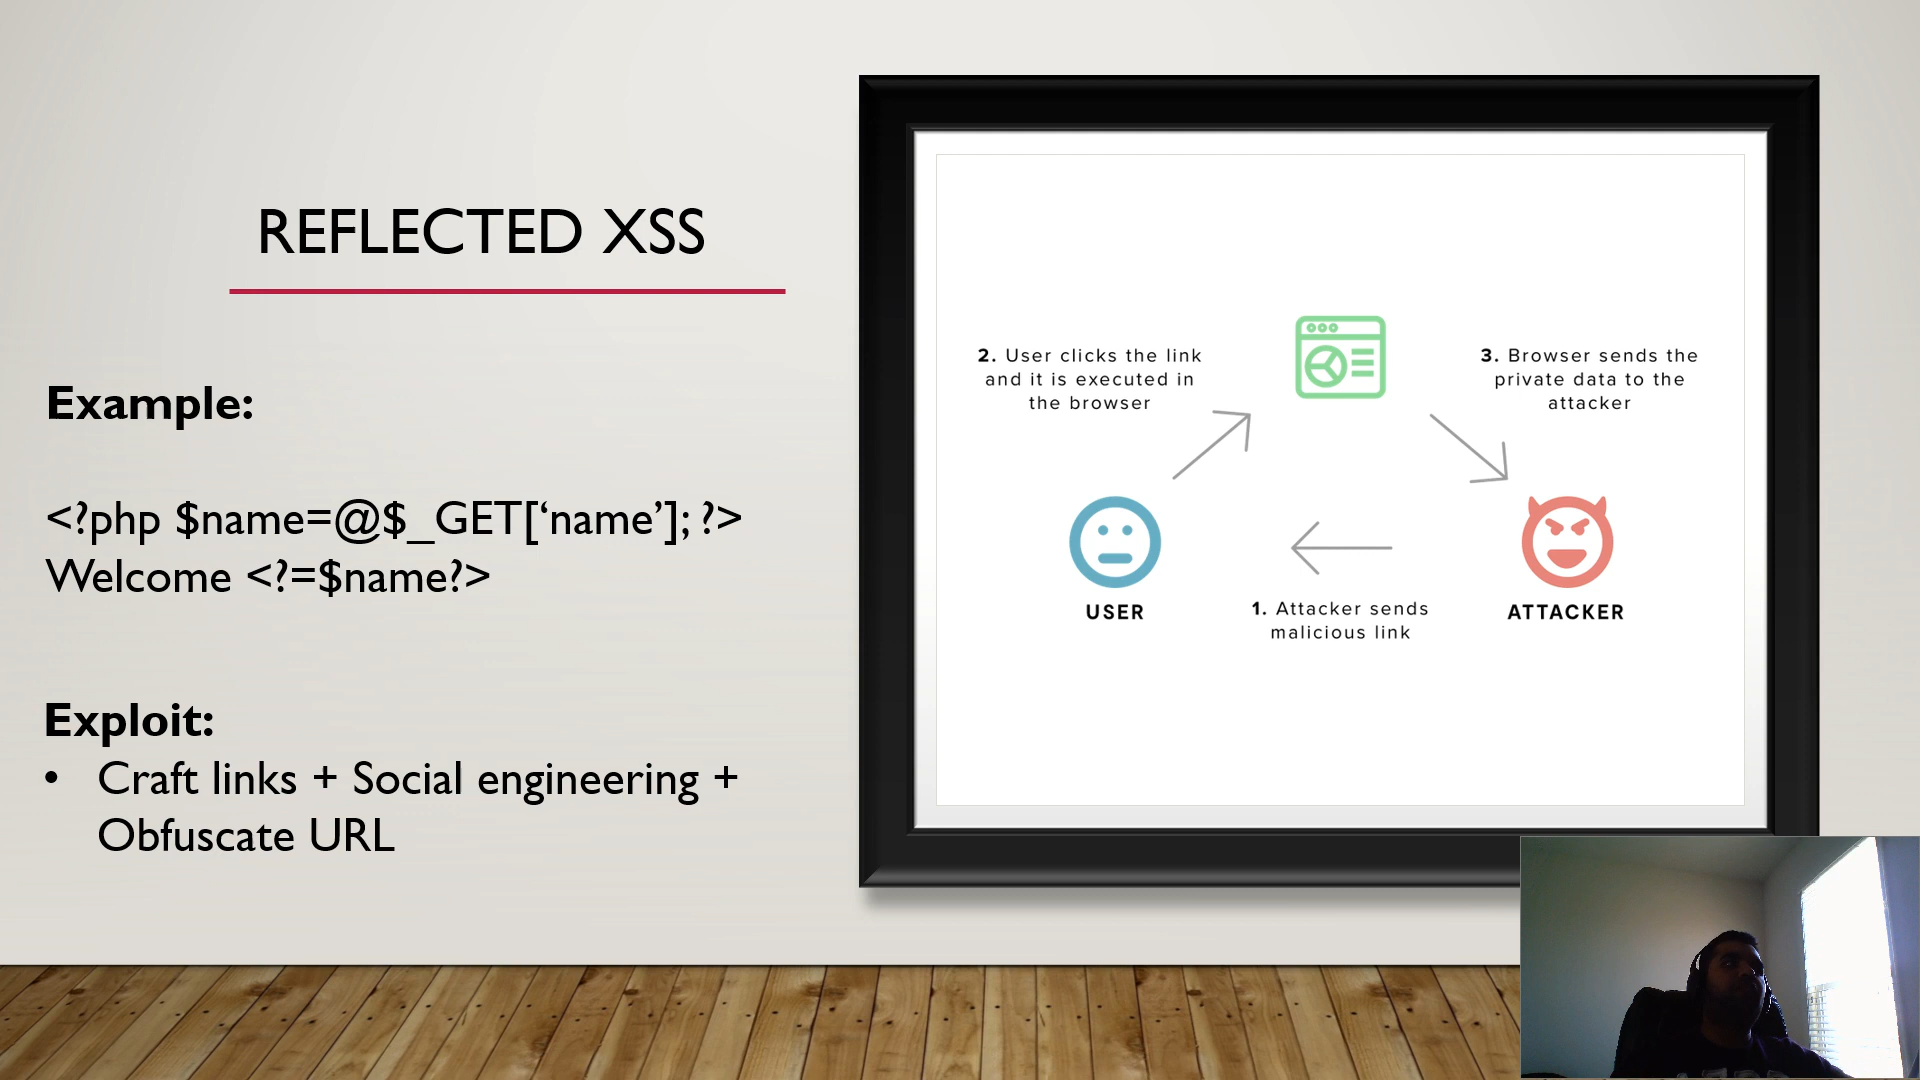 REFLECTED XSS
Example:
<?php $name=@$_GET[‘name’]; ?>
Welcome <?=$name?>
Exploit:
• Craft links + Social engineering +
Obfuscate URL
2. User clicks the link
and it is executed in
the browser
3. Browser sends the
private data to the
attacker
USER
1. Attacker sends
malicious link
ATTACKER